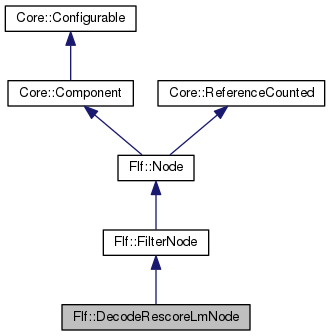 Core::Configurable
Core::Component
Core::ReferenceCounted
Flf::Node
Flf::FilterNode
Flf::DecodeRescoreLmNode